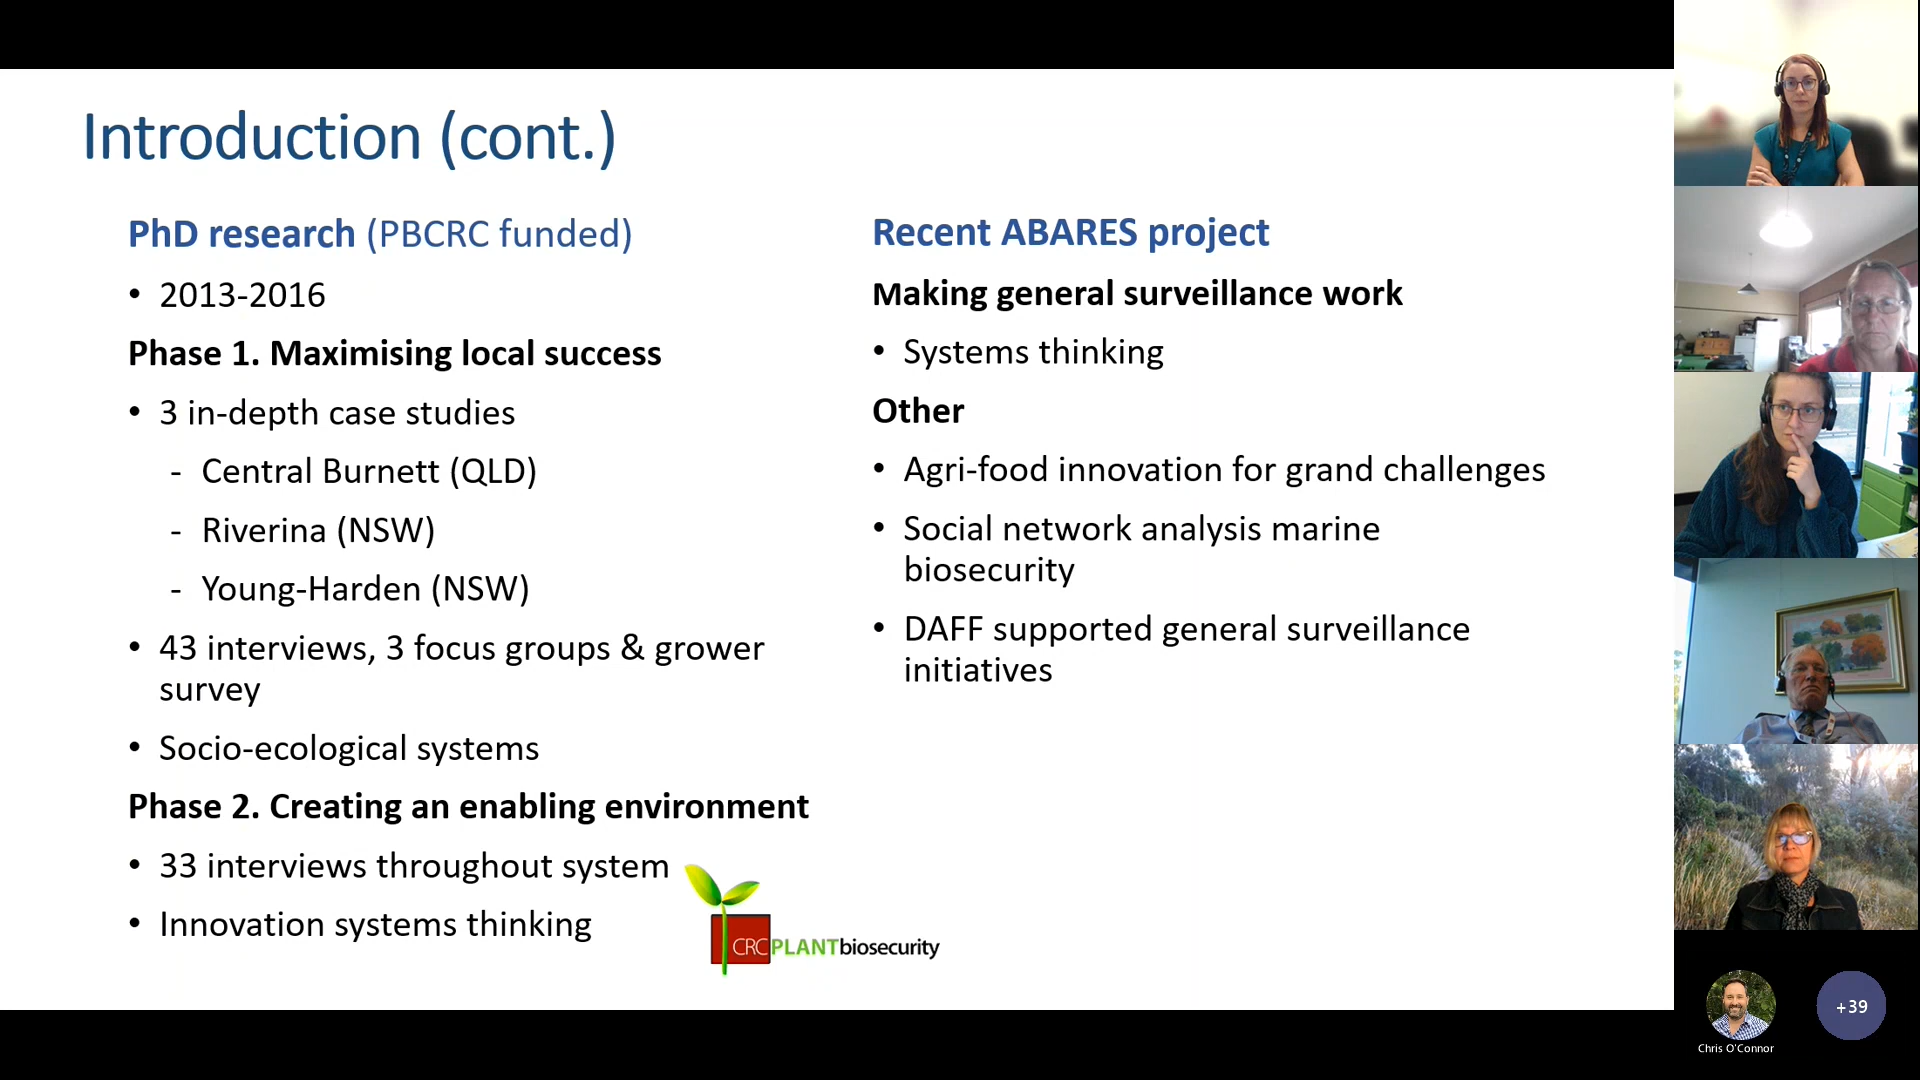 Introduction (cont.)
PhD research (PBCRC funded)
• 2013-2016
Phase 1. Maximising local success
• 3 in-depth case studies
- Central Burnett (QLD)
- Riverina (NSW)
- Young-Harden (NSW)
• 43 interviews, 3 focus groups & grower
survey
• Socio-ecological systems
Phase 2. Creating an enabling environment
• 33 interviews throughout system
• Innovation systems thinking
CRCPLANTbiosecurity
Recent ABARES project
Making general surveillance work
• Systems thinking
Other
• Agri-food innovation for grand challenges
• Social network analysis marine
biosecurity
• DAFF supported general surveillance
initiatives
Chris O'Connor
+39